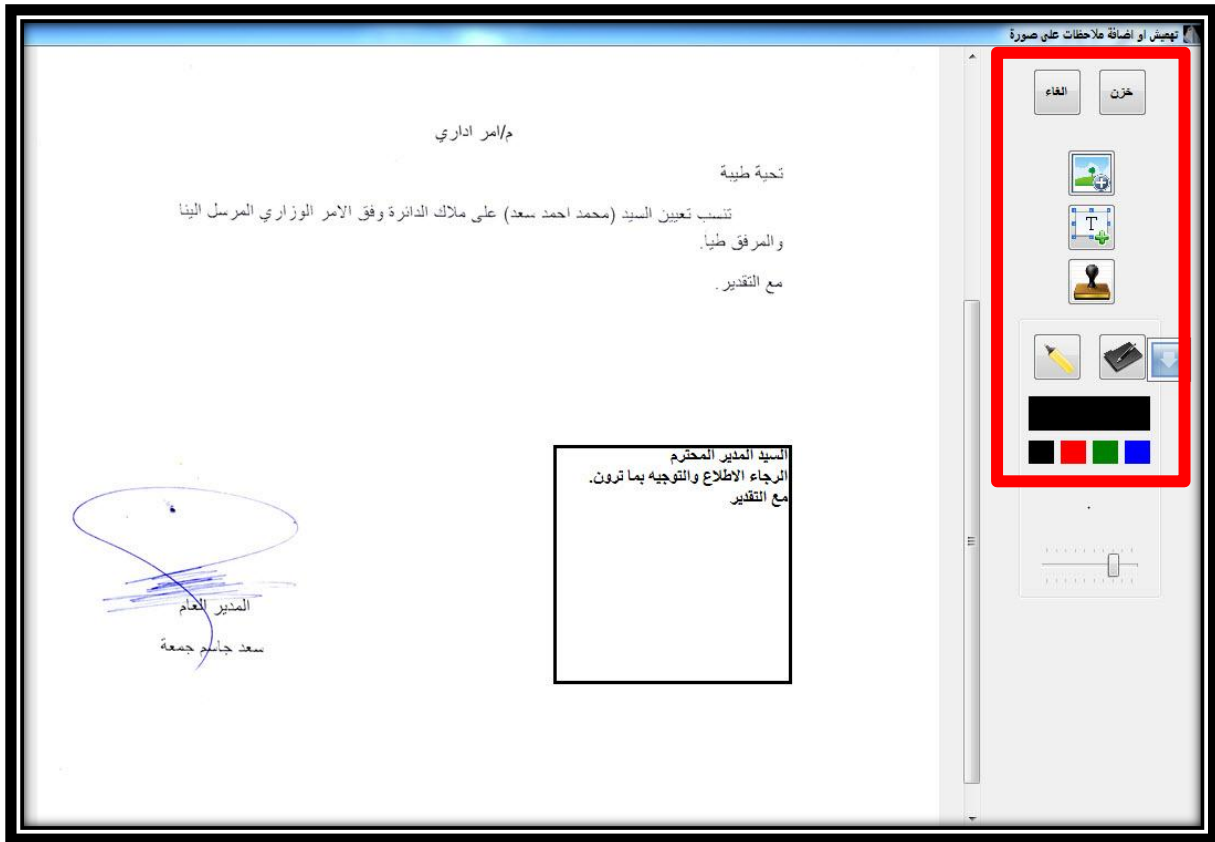 تهميش او اضافة ملاحظات على صورة
خزن
الغاء
م/امر اداري
تحية طيبة
تنسب تعيين السيد (محمد احمد سعد) على ملاك الدائرة وفق الامر الوزاري المرسل الينا
والمرفق طيا.
مع التقدير.
السيد المدير المحترم
الرجاء الاطلاع والتوجيه بما ترون.
مع التقدير
المدير العام
سعد جاسم جمعة
T